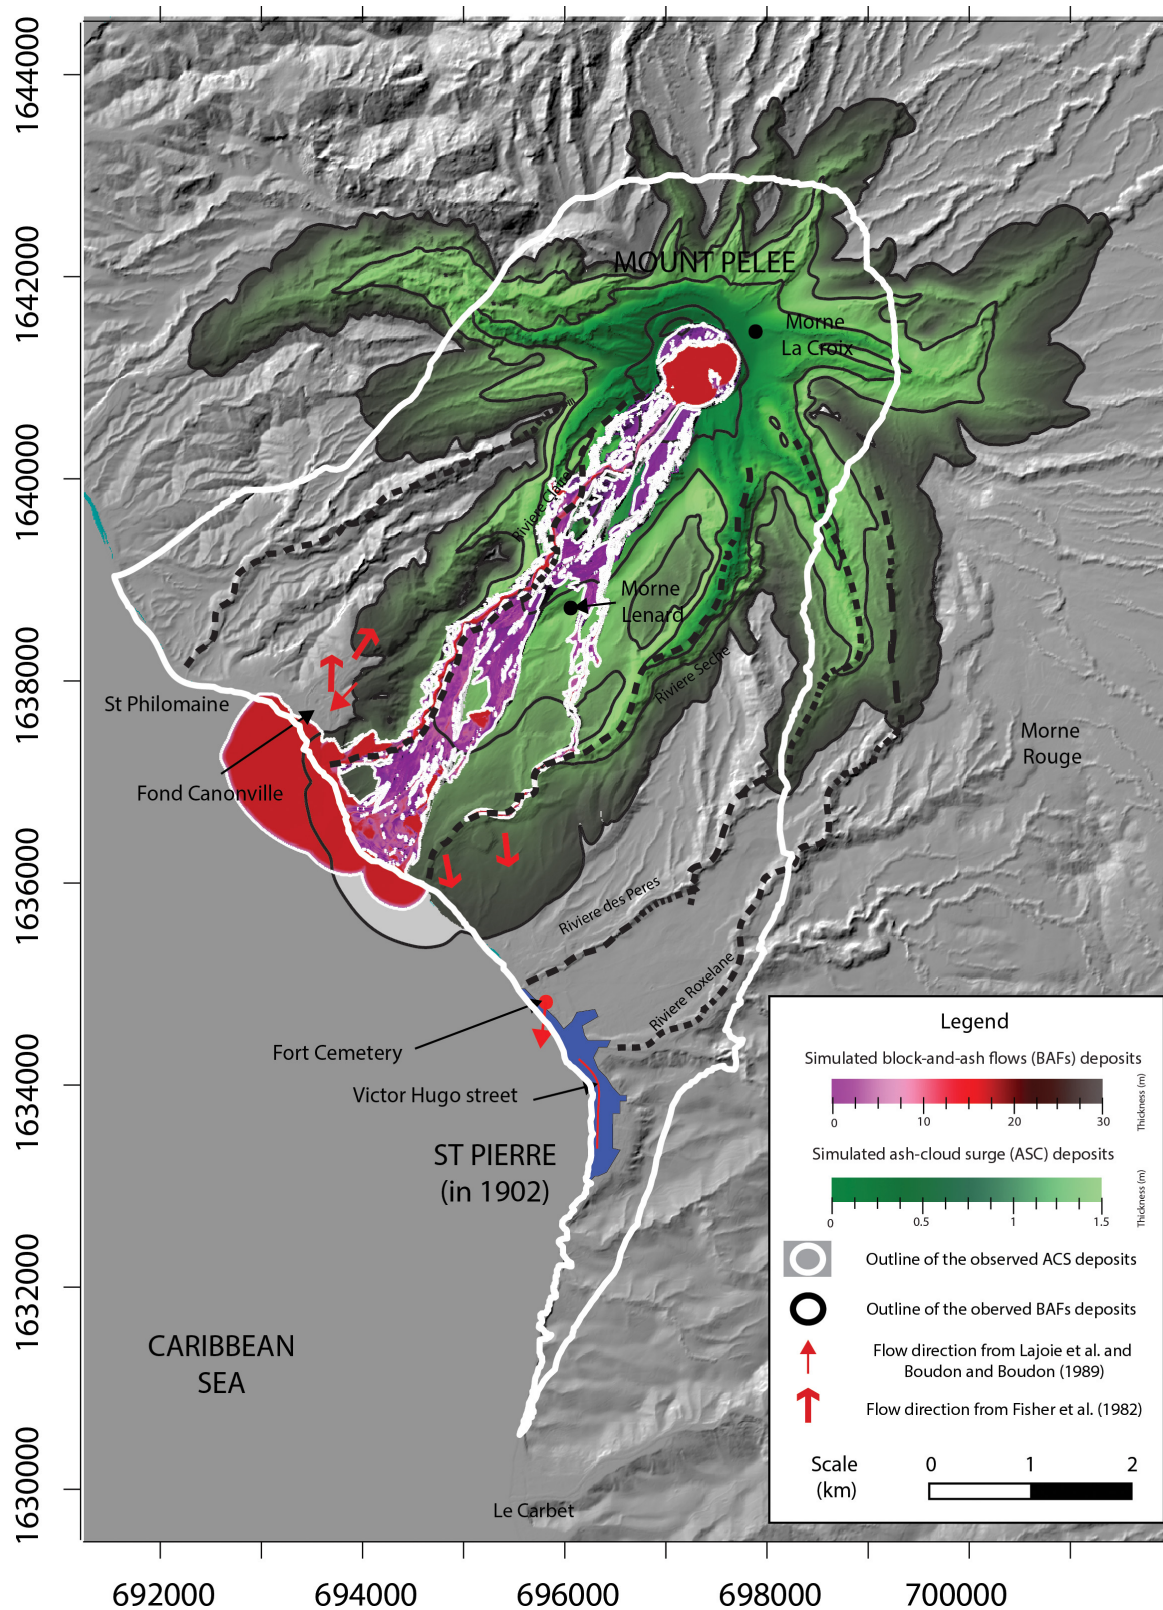 1644000
1642000
1640000
1638000
1636000
1634000
1632000
1630000
692000
694000
696000
698000
700000
MOUNT PELEE
Morne
La Croix
Riviere Claire
Morne
Lenard
Riviere Seche
St Philomaine
Fond Canonville
Morne
Rouge
Riviere des Peres
Riviere Roxelane
Fort Cemetery
Victor Hugo street
ST PIERRE
(in 1902)
CARIBBEAN
SEA
Le Carbet
Legend
Simulated block-and-ash flows (BAFs) deposits
0
10
20
30
Thickness (m)
Simulated ash-cloud surge (ASC) deposits
0
0.5
1
1.5
Thickness (m)
Outline of the observed ACS deposits
Outline of the oberved BAFs deposits
Flow direction from Lajoie et al. and
Boudon and Boudon (1989)
Flow direction from Fisher et al. (1982)
Scale
(km)
0
1
2